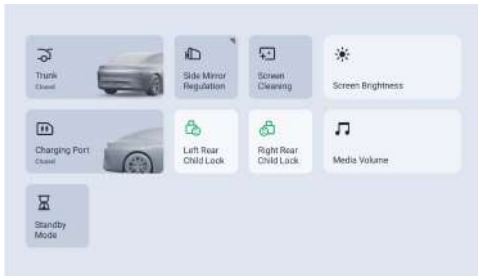 Trunk
Closed
Side Mirror
Regulation
Screen
Cleaning
Screen Brightness
Charging Port
Closed
Left Rear
Child Lock
Right Rear
Child Lock
Media Volume
Standby
Mode